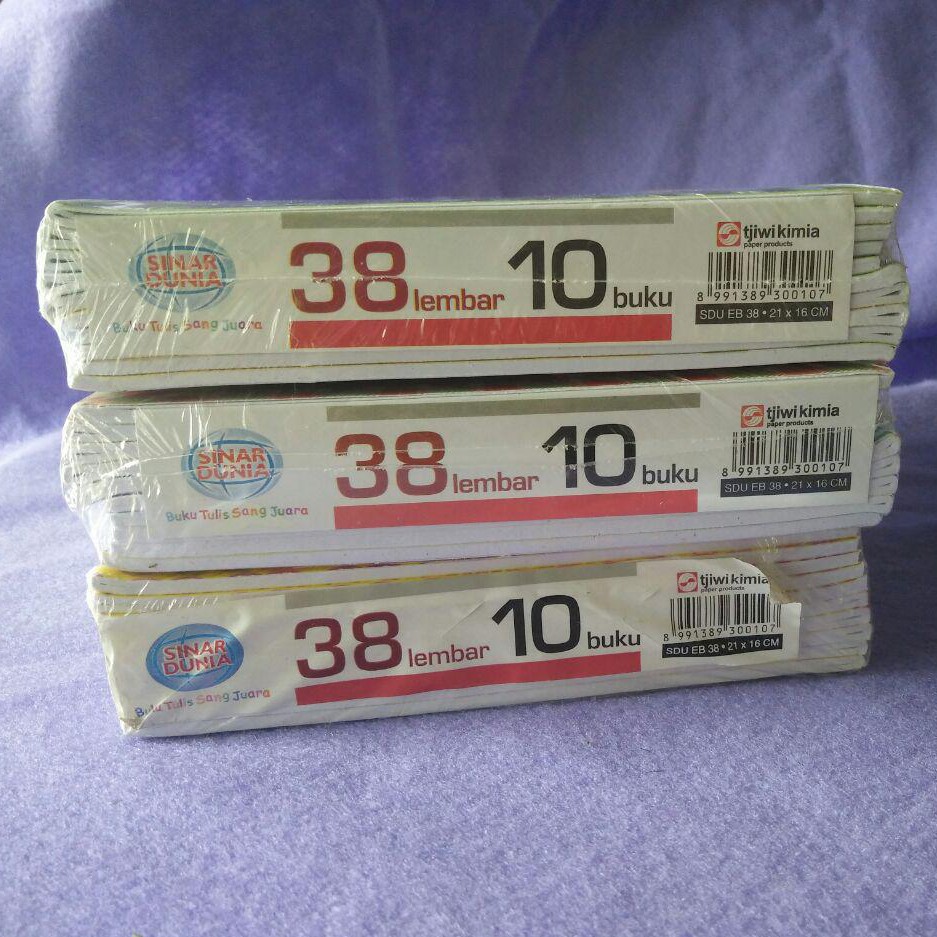 SINAR
DUNIA
Buku Tulis Sang Juara
38 lembar 10 buku
tjiwi kimia
paper products
8 991389 300107
SDU EB 38 • 21 x 16 CM
SINAR
DUNIA
Buku Tulis Sang Juara
38 lembar 10 buku
tjiwi kimia
paper products
8 991389 300107
SDU EB 38 • 21 x 16 CM
SINAR
DUNIA
Buku Tulis Sang Juara
38 lembar 10 buku
tjiwi kimia
paper products
8 991389 300107
SDU EB 38 • 21 x 16 CM